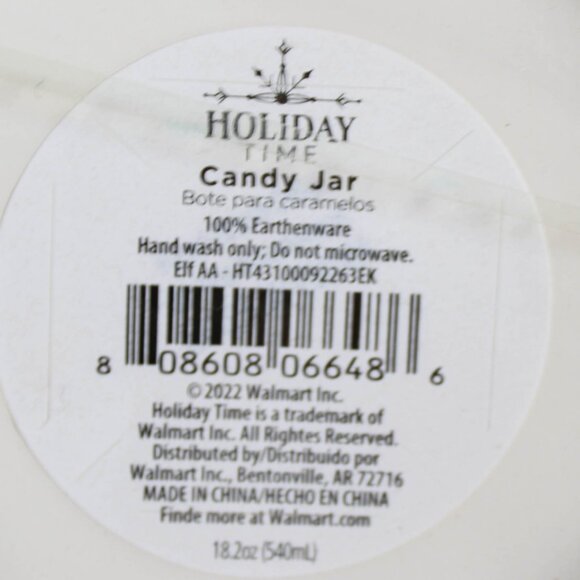 HOLIDAY
TIME
Candy Jar
Bote para caramelos
100% Earthenware
Hand wash only; Do not microwave.
Elf AA - HT43100092263EK
8 08608 06648 6
© 2022 Walmart Inc.
Holiday Time is a trademark of
Walmart Inc. All Rightes Reserved.
Distributed by/Distribuido por
Walmart Inc., Bentonville, AR 72716
MADE IN CHINA/HECHO EN CHINA
Finde more at Walmart.com
18.2oz (540mL)